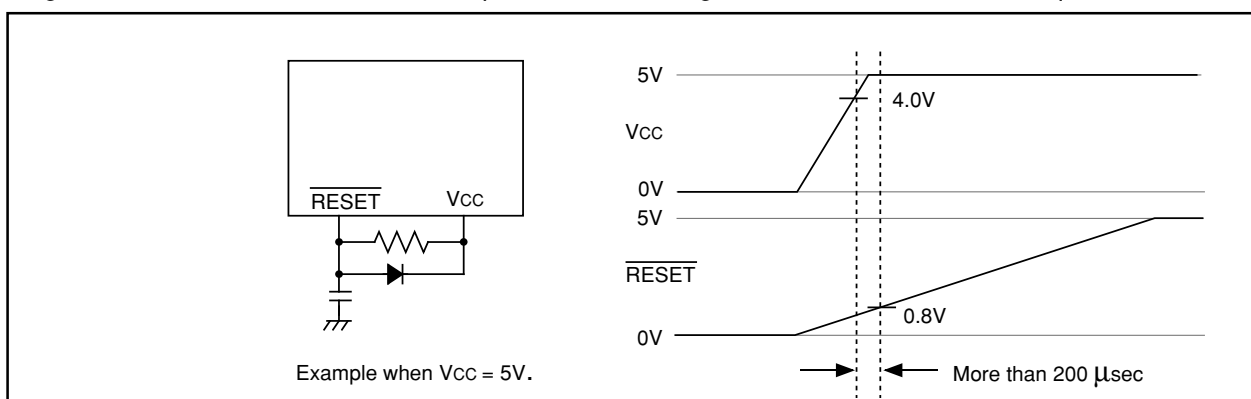 RESET
VCC
Example when VCC = 5V.
5V
4.0V
VCC
0V
5V
RESET
0.8V
0V
More than 200 μsec